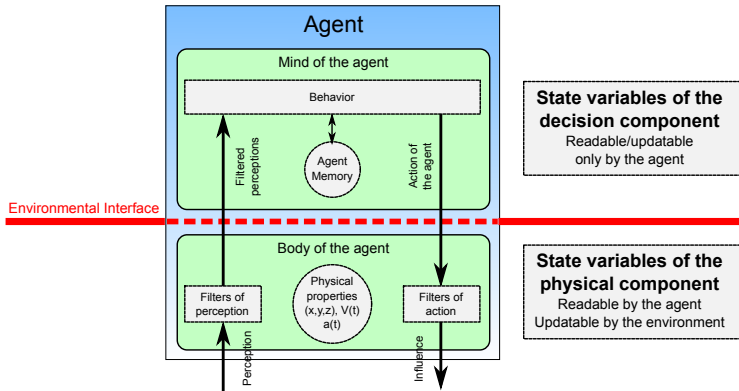 Agent
Mind of the agent
Behavior
Filtered
perceptions
Agent
Memory
Action of
the agent
State variables of the
decision component
Readable/updatable
only by the agent
Environmental Interface
Body of the agent
Filters of
perception
Physical
properties
(x,y,z), V(t)
a(t)
Filters of
action
State variables of the
physical component
Readable by the agent
Updatable by the environment
Perception
Influence